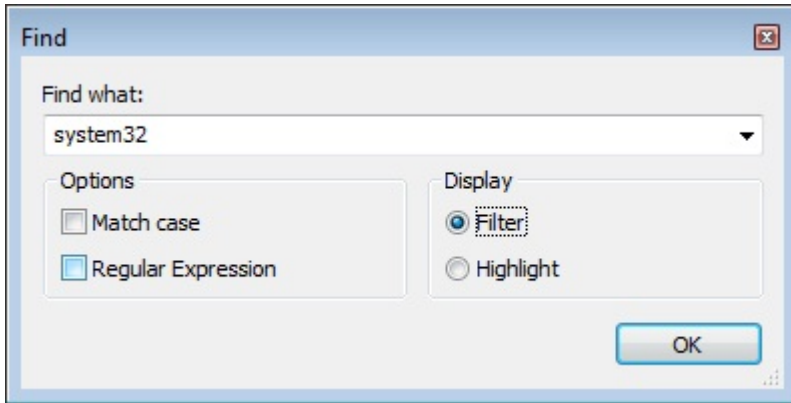 Find
Find what:
system32
Options
Match case
Regular Expression
Display
Filter
Highlight
OK